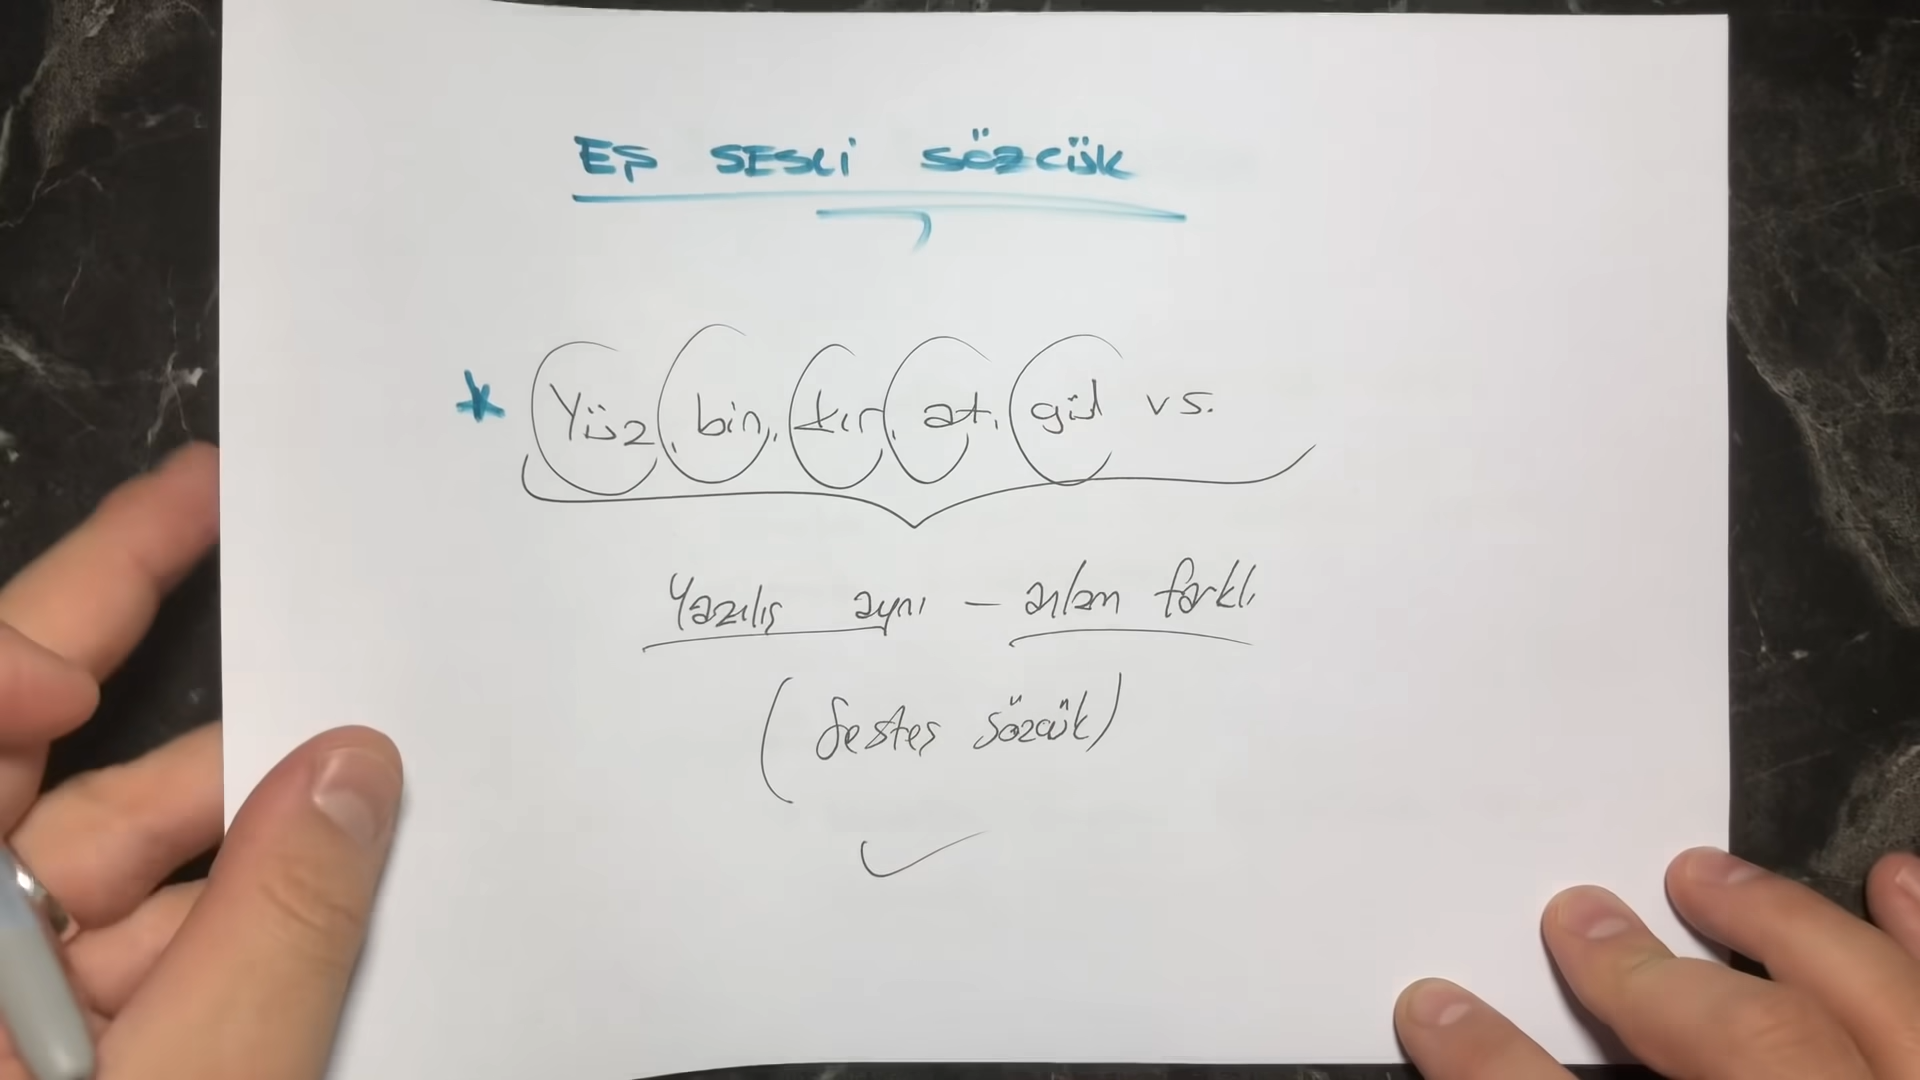 EŞ SESLİ SÖZCÜK
* Yüz, bin, kır, at, gül vs.
Yazılış aynı - anlam farklı
(Sesteş sözcük)